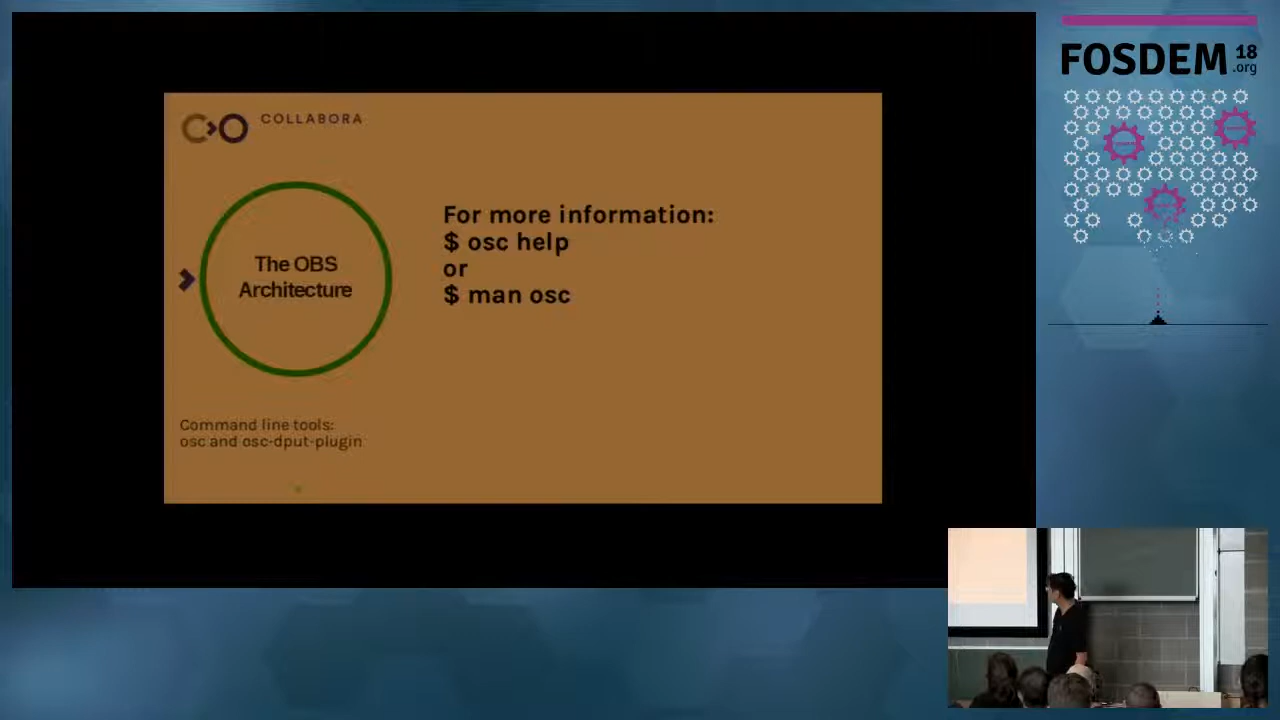 COLLABORA
The OBS
Architecture
For more information:
$ osc help
or
$ man osc
Command line tools:
osc and osc-dput-plugin
FOSDEM 18
.org